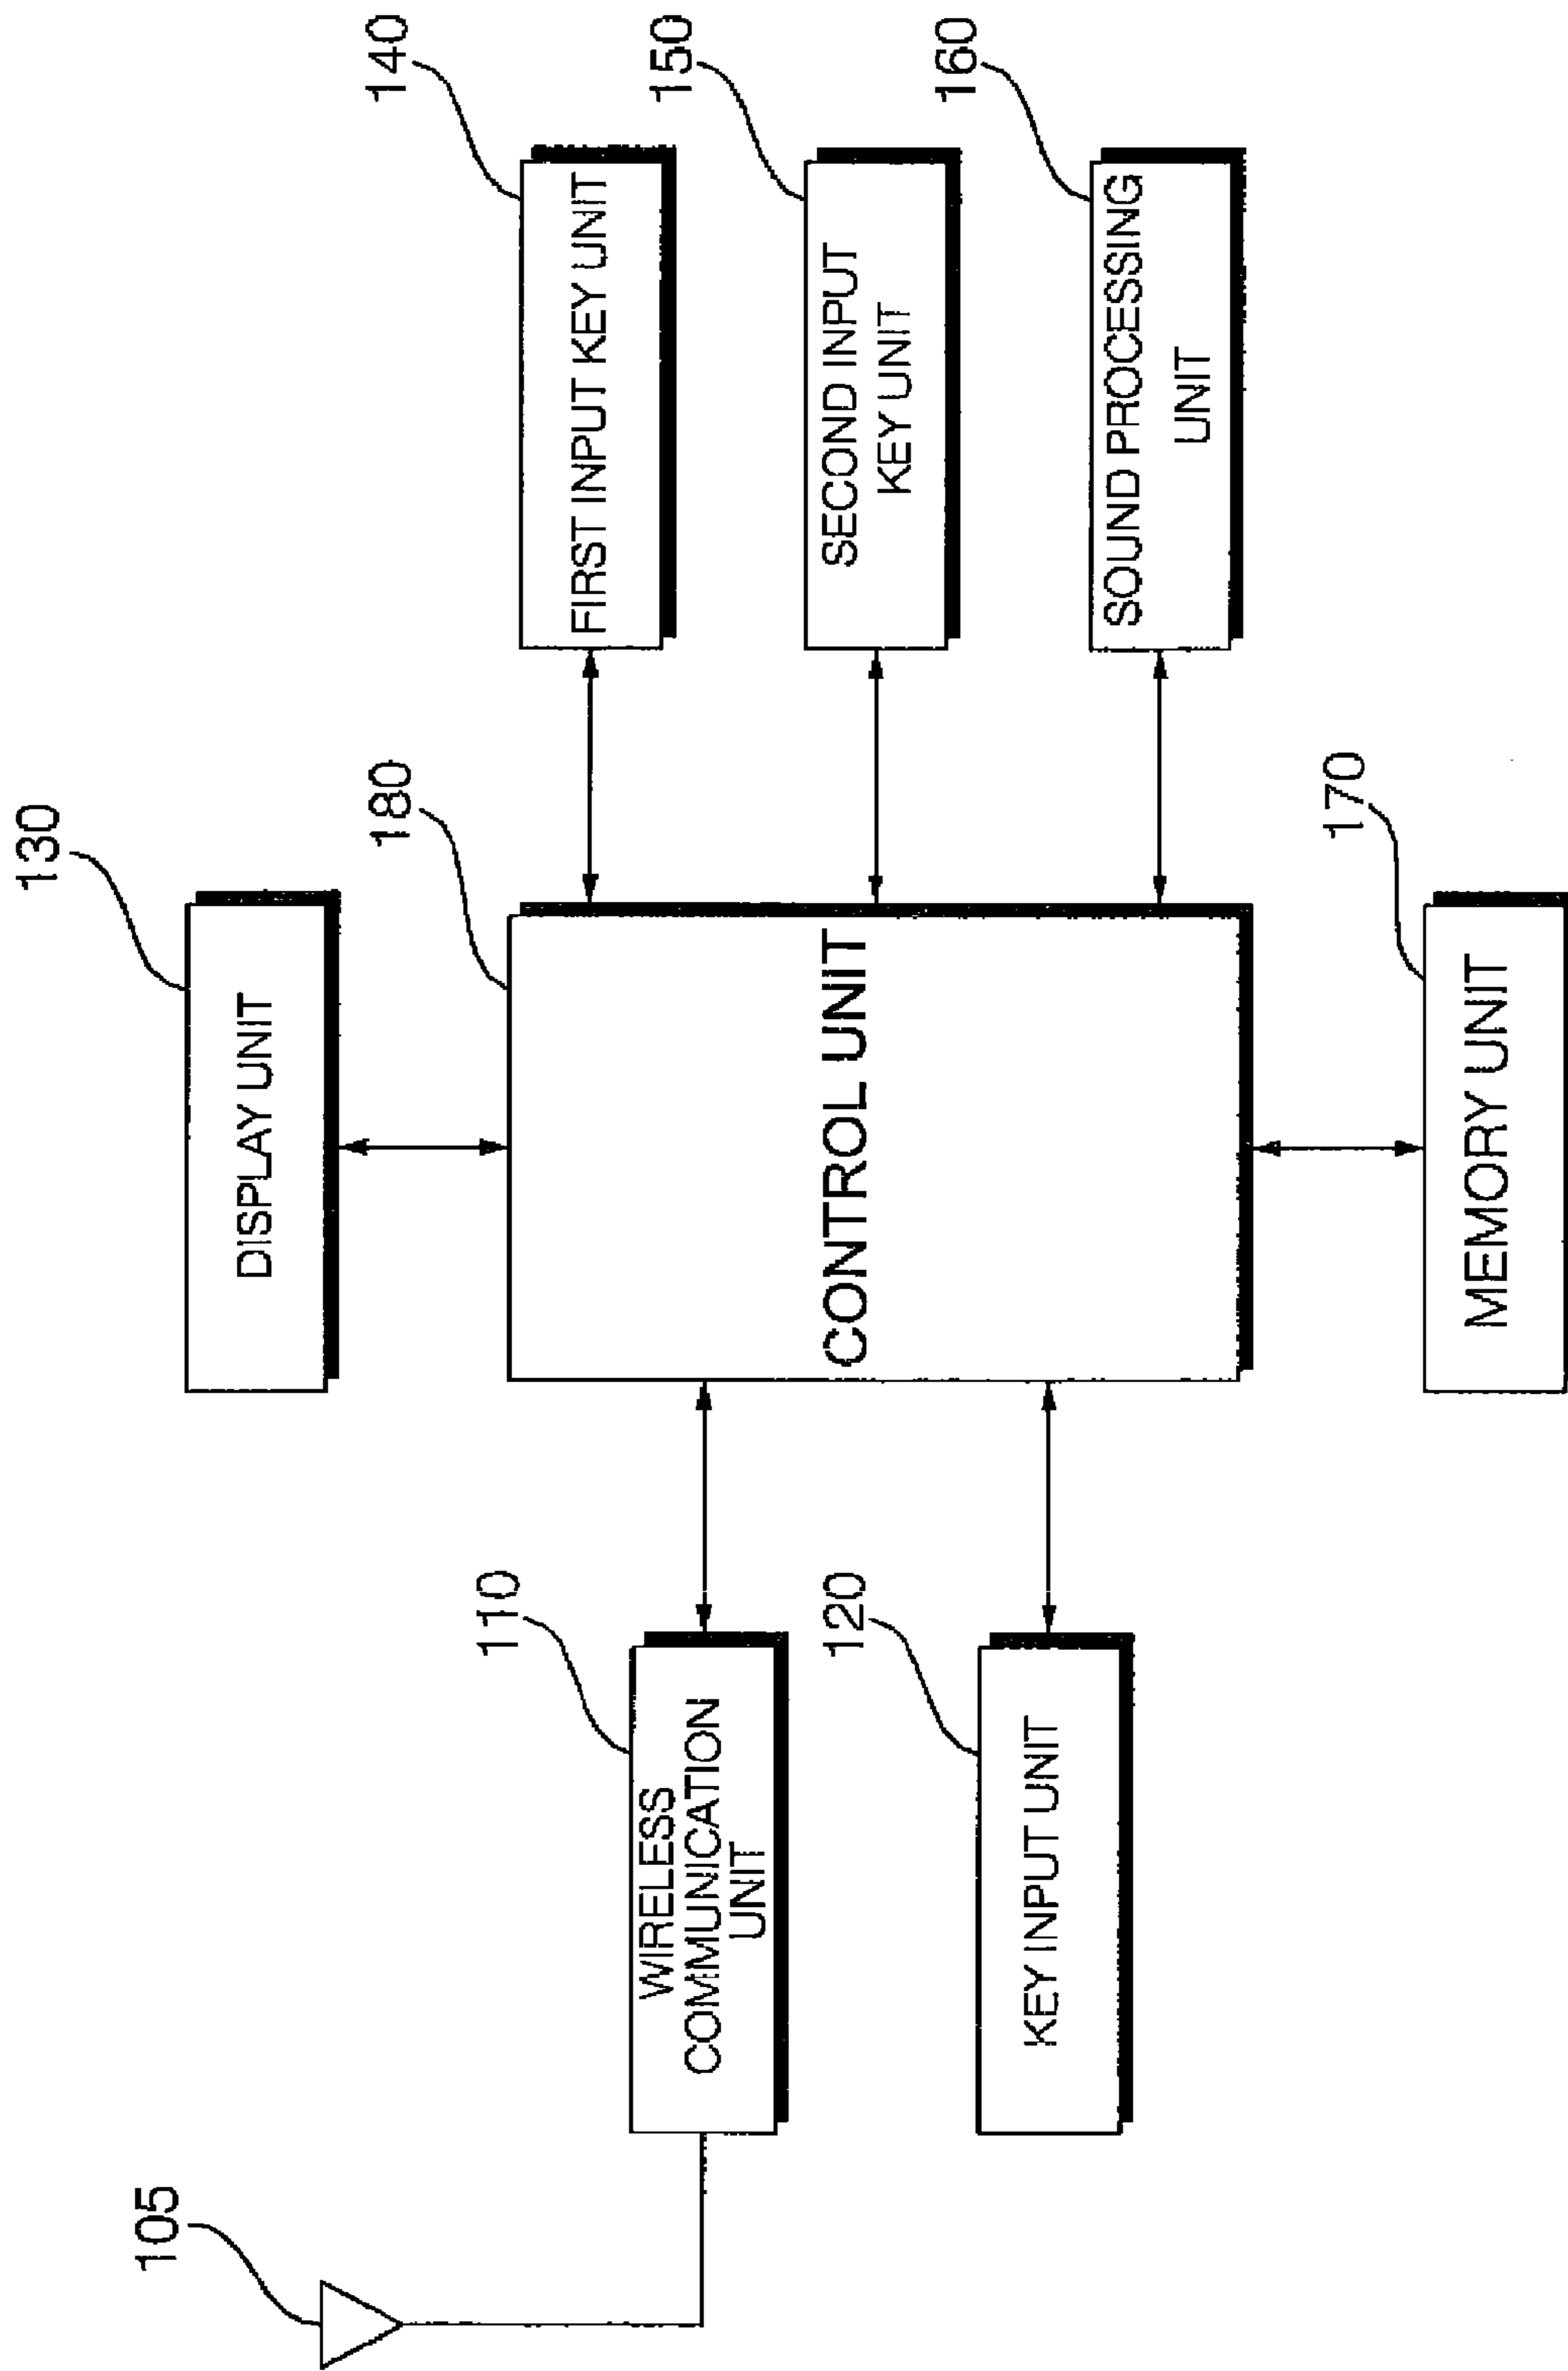 130
DISPLAY UNIT
105
110
WIRELESS
COMMUNICATION
UNIT
120
KEY INPUT UNIT
180
CONTROL UNIT
140
FIRST INPUT KEY UNIT
150
SECOND INPUT
KEY UNIT
160
SOUND PROCESSING
UNIT
170
MEMORY UNIT